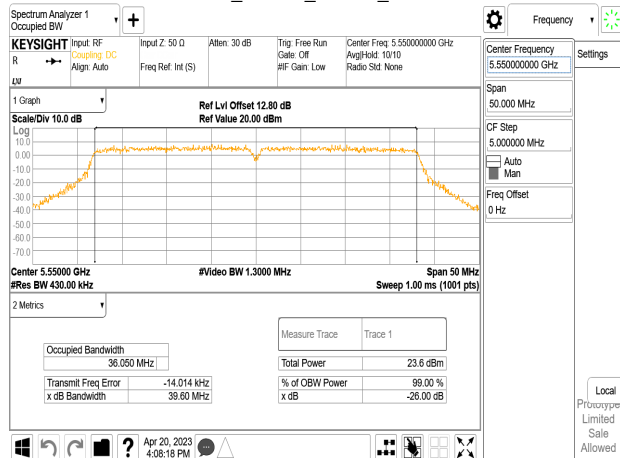 Spectrum Analyzer 1
Occupied BW
Frequency
KEYSIGHT
R
Input: RF
Coupling: DC
Align: Auto
Input Z: 50 Ω
Freq Ref: Int (S)
Atten: 30 dB
Trig: Free Run
Gate: Off
#IF Gain: Low
Center Freq: 5.550000000 GHz
Avg|Hold: 10/10
Radio Std: None
Center Frequency
5.550000000 GHz
Settings
Span
50.000 MHz
CF Step
5.000000 MHz
Auto
Man
Freq Offset
0 Hz
1 Graph
Scale/Div 10.0 dB
Ref Lvl Offset 12.80 dB
Ref Value 20.00 dBm
Log
10.0
0.00
-10.0
-20.0
-30.0
-40.0
-50.0
-60.0
-70.0
Center 5.55000 GHz
#Video BW 1.3000 MHz
Span 50 MHz
#Res BW 430.00 kHz
Sweep 1.00 ms (1001 pts)
2 Metrics
Measure Trace
Trace 1
Occupied Bandwidth
36.050 MHz
Total Power
23.6 dBm
Transmit Freq Error
-14.014 kHz
% of OBW Power
99.00 %
x dB Bandwidth
39.60 MHz
x dB
-26.00 dB
Local
Prototype
Limited
Sale
Allowed
?
Apr 20, 2023
4:08:18 PM